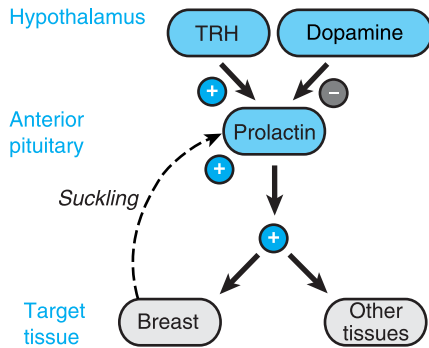 Hypothalamus
TRH
Dopamine
+
−
Anterior
pituitary
Prolactin
+
Suckling
+
Target
tissue
Breast
Other
tissues